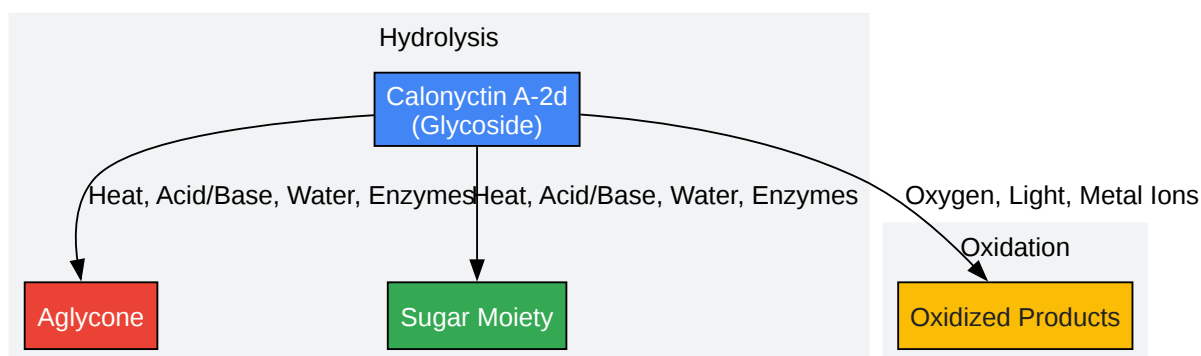 Hydrolysis
Calonyctin A-2d
(Glycoside)
Heat, Acid/Base, Water, Enzymes
Heat, Acid/Base, Water, Enzymes
Oxygen, Light, Metal Ions
Oxidation
Aglycone
Sugar Moiety
Oxidized Products